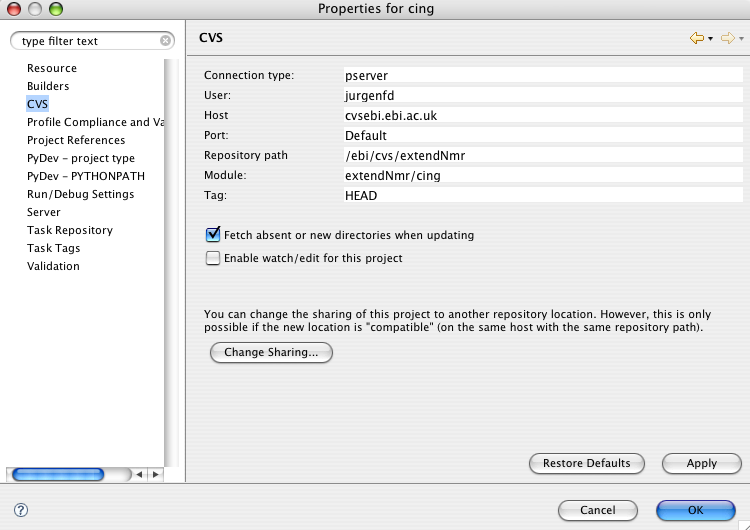 Properties for cing
type filter text
Resource
Builders
CVS
Profile Compliance and Va
Project References
PyDev - project type
PyDev - PYTHONPATH
Run/Debug Settings
Server
Task Repository
Task Tags
Validation
CVS
Connection type: pserver
User: jurgenfd
Host cvsebi.ebi.ac.uk
Port: Default
Repository path /ebi/cvs/extendNmr
Module: extendNmr/cing
Tag: HEAD
Fetch absent or new directories when updating
Enable watch/edit for this project
You can change the sharing of this project to another repository location. However, this is only
possible if the new location is "compatible" (on the same host with the same repository path).
Change Sharing...
Restore Defaults Apply
? Cancel OK